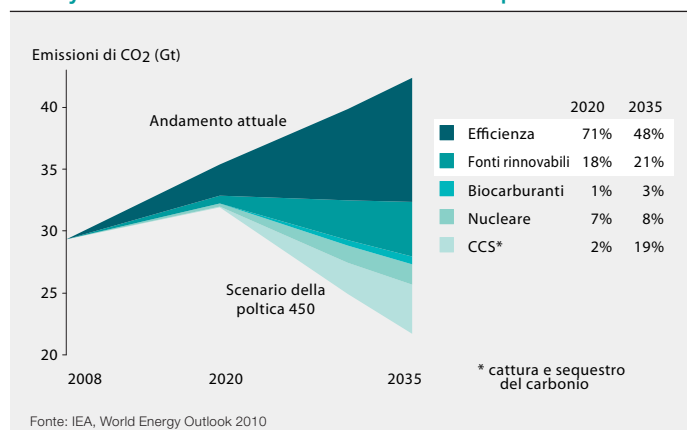 Emissioni di CO2 (Gt)
40
35
30
25
20
2008 2020 2035
Andamento attuale
Scenario della
poltica 450
2020 2035
Efficienza 71% 48%
Fonti rinnovabili 18% 21%
Biocarburanti 1% 3%
Nucleare 7% 8%
CCS* 2% 19%
* cattura e sequestro
del carbonio
Fonte: IEA, World Energy Outlook 2010